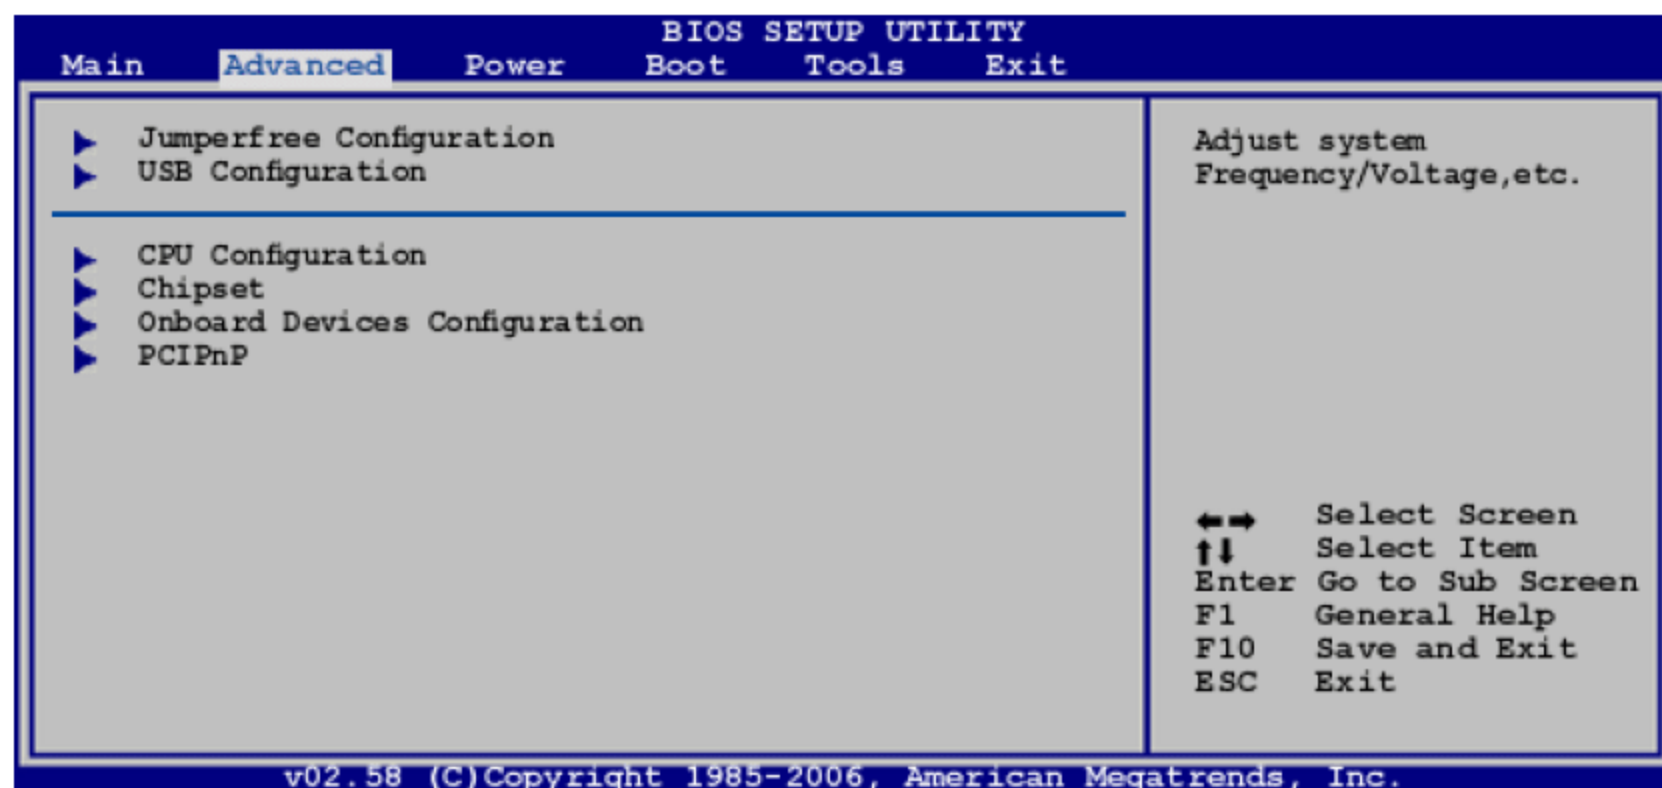 BIOS SETUP UTILITY
Main Advanced Power Boot Tools Exit
Jumperfree Configuration
USB Configuration
CPU Configuration
Chipset
Onboard Devices Configuration
PCIPnP
Adjust system
Frequency/Voltage,etc.
←→ Select Screen
↑↓ Select Item
Enter Go to Sub Screen
F1 General Help
F10 Save and Exit
ESC Exit
v02.58 (C)Copyright 1985-2006, American Megatrends, Inc.